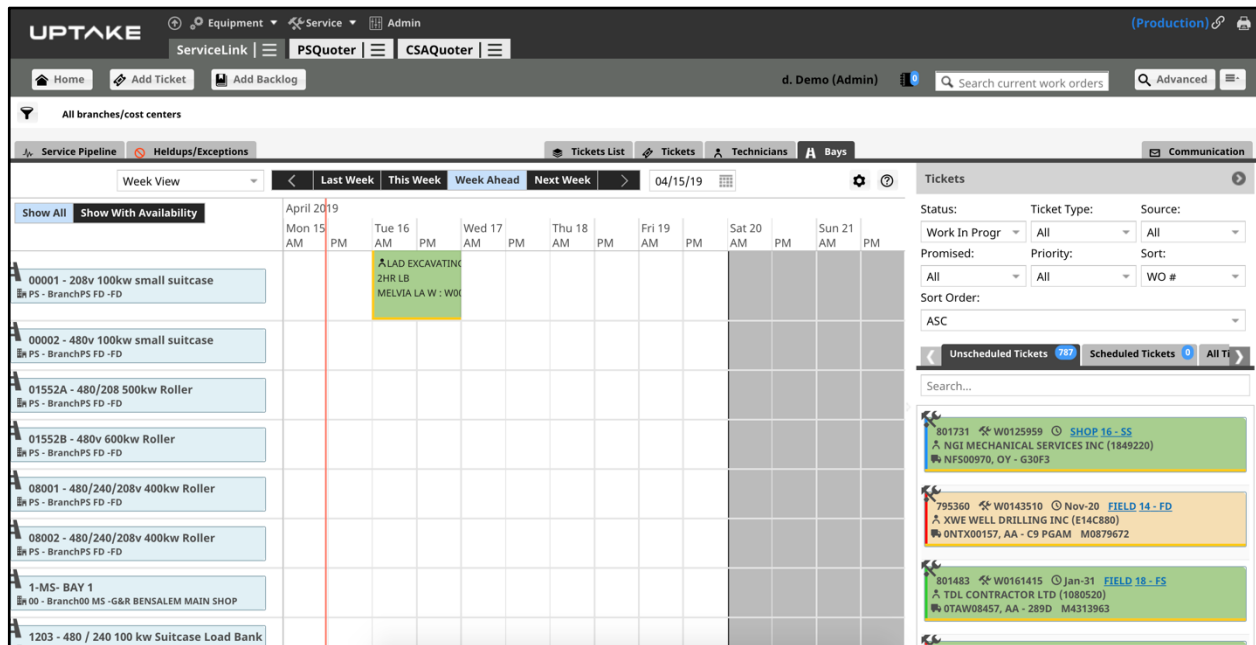 UPTAKE
Equipment Service Admin
(Production)
ServiceLink PSQuoter CSAQuoter
Home Add Ticket Add Backlog
d. Demo (Admin) 0 Search current work orders Advanced
All branches/cost centers
Service Pipeline Heldups/Exceptions Tickets List Tickets Technicians Bays Communication
Week View Last Week This Week Week Ahead Next Week 04/15/19
Show All Show With Availability
April 2019
Mon 15 Tue 16 Wed 17 Thu 18 Fri 19 Sat 20 Sun 21
AM PM AM PM AM PM AM PM AM PM AM PM AM PM
00001 - 208v 100kw small suitcase
PS - BranchPS FD -FD
LAD EXCAVATING
2HR LB
MELVIA LA W : W00
00002 - 480v 100kw small suitcase
PS - BranchPS FD -FD
01552A - 480/208 500kw Roller
PS - BranchPS FD -FD
01552B - 480v 600kw Roller
PS - BranchPS FD -FD
08001 - 480/240/208v 400kw Roller
PS - BranchPS FD -FD
08002 - 480/240/208v 400kw Roller
PS - BranchPS FD -FD
1-MS- BAY 1
00 - Branch00 MS -G&R BENSALEM MAIN SHOP
1203 - 480 / 240 100 kw Suitcase Load Bank
Tickets
Status: Ticket Type: Source:
Work In Progr All All
Promised: Priority: Sort:
All All WO #
Sort Order:
ASC
Unscheduled Tickets 787 Scheduled Tickets 0 All Ti
Search...
801731 W0125959 SHOP 16 - SS
NGI MECHANICAL SERVICES INC (1849220)
NFS00970, OY - G30F3
795360 W0143510 Nov-20 FIELD 14 - FD
XWE WELL DRILLING INC (E14C880)
0NTX00157, AA - C9 PGAM M0879672
801483 W0161415 Jan-31 FIELD 18 - FS
TDL CONTRACTOR LTD (1080520)
0TAW08457, AA - 289D M4313963